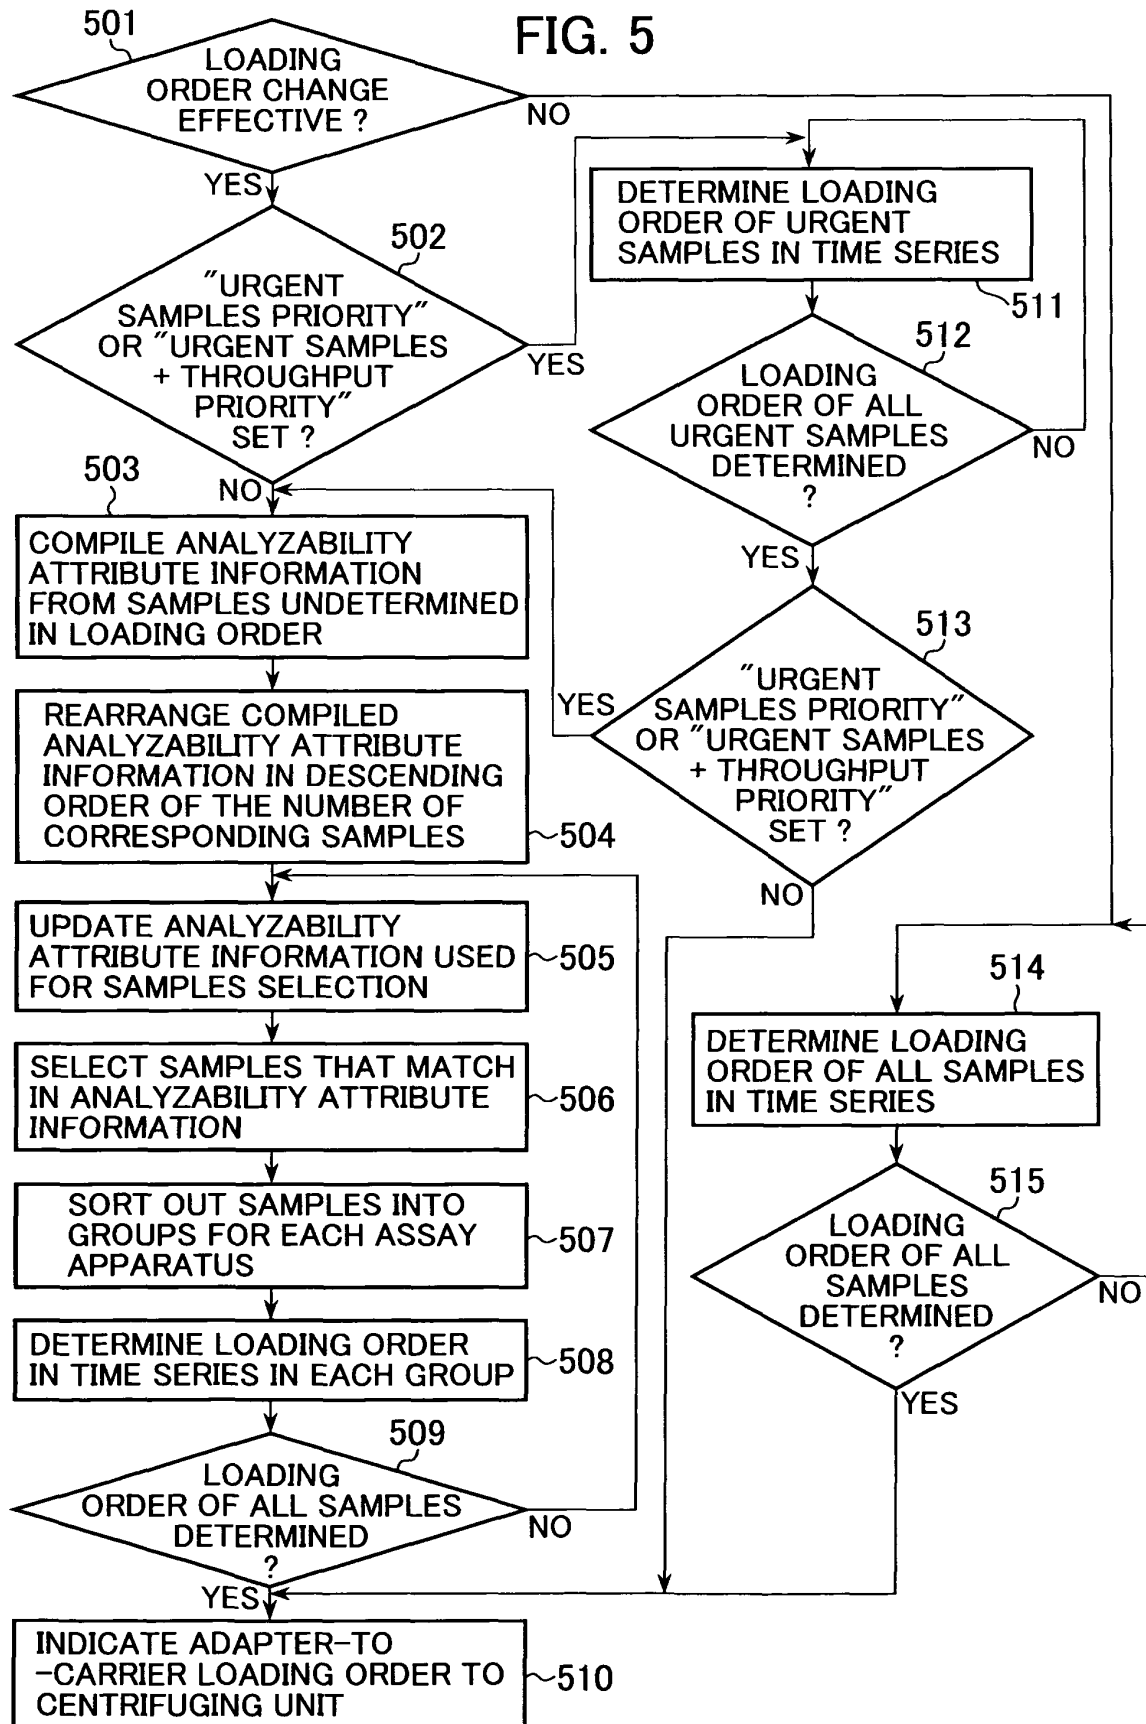 FIG. 5
501
LOADING
ORDER CHANGE
EFFECTIVE ?
NO
YES
502
"URGENT
SAMPLES PRIORITY"
OR "URGENT SAMPLES
+ THROUGHPUT
PRIORITY"
SET ?
YES
NO
503
COMPILE ANALYZABILITY
ATTRIBUTE INFORMATION
FROM SAMPLES UNDETERMINED
IN LOADING ORDER
REARRANGE COMPILED
ANALYZABILITY ATTRIBUTE
INFORMATION IN DESCENDING
ORDER OF THE NUMBER OF
CORRESPONDING SAMPLES
504
UPDATE ANALYZABILITY
ATTRIBUTE INFORMATION USED
FOR SAMPLES SELECTION
505
SELECT SAMPLES THAT MATCH
IN ANALYZABILITY ATTRIBUTE
INFORMATION
506
SORT OUT SAMPLES INTO
GROUPS FOR EACH ASSAY
APPARATUS
507
DETERMINE LOADING ORDER
IN TIME SERIES IN EACH GROUP
508
509
LOADING
ORDER OF ALL SAMPLES
DETERMINED
?
NO
YES
INDICATE ADAPTER-TO
-CARRIER LOADING ORDER TO
CENTRIFUGING UNIT
510
DETERMINE LOADING
ORDER OF URGENT
SAMPLES IN TIME SERIES
511
512
LOADING
ORDER OF ALL
URGENT SAMPLES
DETERMINED
?
NO
YES
513
"URGENT
SAMPLES PRIORITY"
OR "URGENT SAMPLES
+ THROUGHPUT
PRIORITY"
SET ?
YES
NO
514
DETERMINE LOADING
ORDER OF ALL SAMPLES
IN TIME SERIES
515
LOADING
ORDER OF ALL
SAMPLES
DETERMINED
?
NO
YES